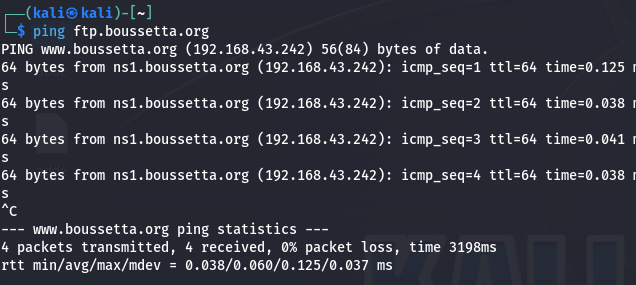 ┌──(kali㉿kali)-[~]
└─$ ping ftp.boussetta.org
PING www.boussetta.org (192.168.43.242) 56(84) bytes of data.
64 bytes from ns1.boussetta.org (192.168.43.242): icmp_seq=1 ttl=64 time=0.125 m
s
64 bytes from ns1.boussetta.org (192.168.43.242): icmp_seq=2 ttl=64 time=0.038 m
s
64 bytes from ns1.boussetta.org (192.168.43.242): icmp_seq=3 ttl=64 time=0.041 m
s
64 bytes from ns1.boussetta.org (192.168.43.242): icmp_seq=4 ttl=64 time=0.038 m
s
^C
--- www.boussetta.org ping statistics ---
4 packets transmitted, 4 received, 0% packet loss, time 3198ms
rtt min/avg/max/mdev = 0.038/0.060/0.125/0.037 ms